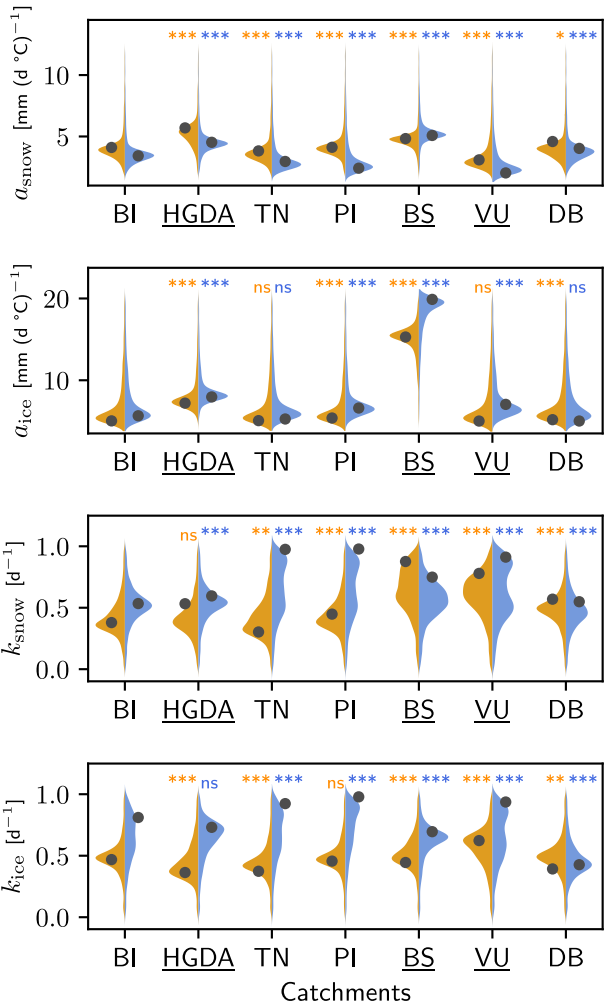 *** *** *** *** *** *** *** *** *** *** * ***
10
5
a_snow [mm (d °C)⁻¹]
BI HGDA TN PI BS VU DB
*** *** ns ns *** *** *** *** ns *** *** ns
20
10
a_ice [mm (d °C)⁻¹]
BI HGDA TN PI BS VU DB
ns *** ** *** *** *** *** *** *** *** *** ***
1.0
0.5
0.0
k_snow [d⁻¹]
BI HGDA TN PI BS VU DB
*** ns *** *** ns *** *** *** *** *** ** ***
1.0
0.5
0.0
k_ice [d⁻¹]
BI HGDA TN PI BS VU DB
Catchments